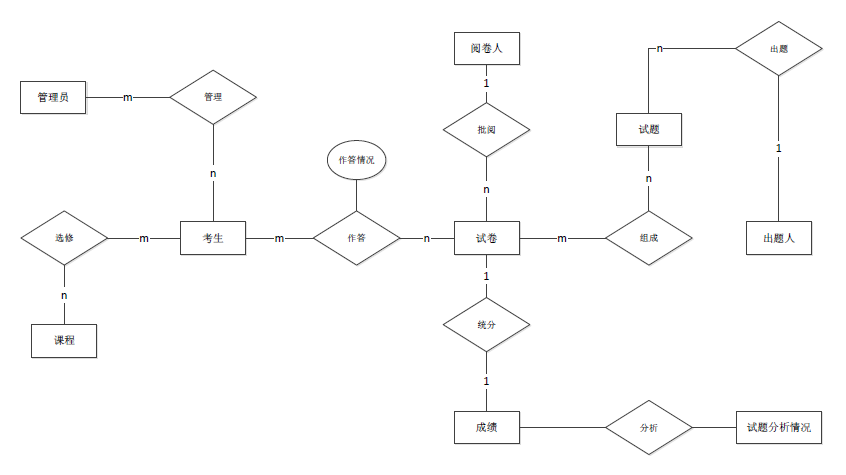 阅卷人
n
出题
1
管理员
m
管理
批阅
试题
作答情况
1
n
n
n
选修
m
考生
m
作答
n
试卷
m
组成
出题人
1
n
统分
课程
1
成绩
分析
试题分析情况